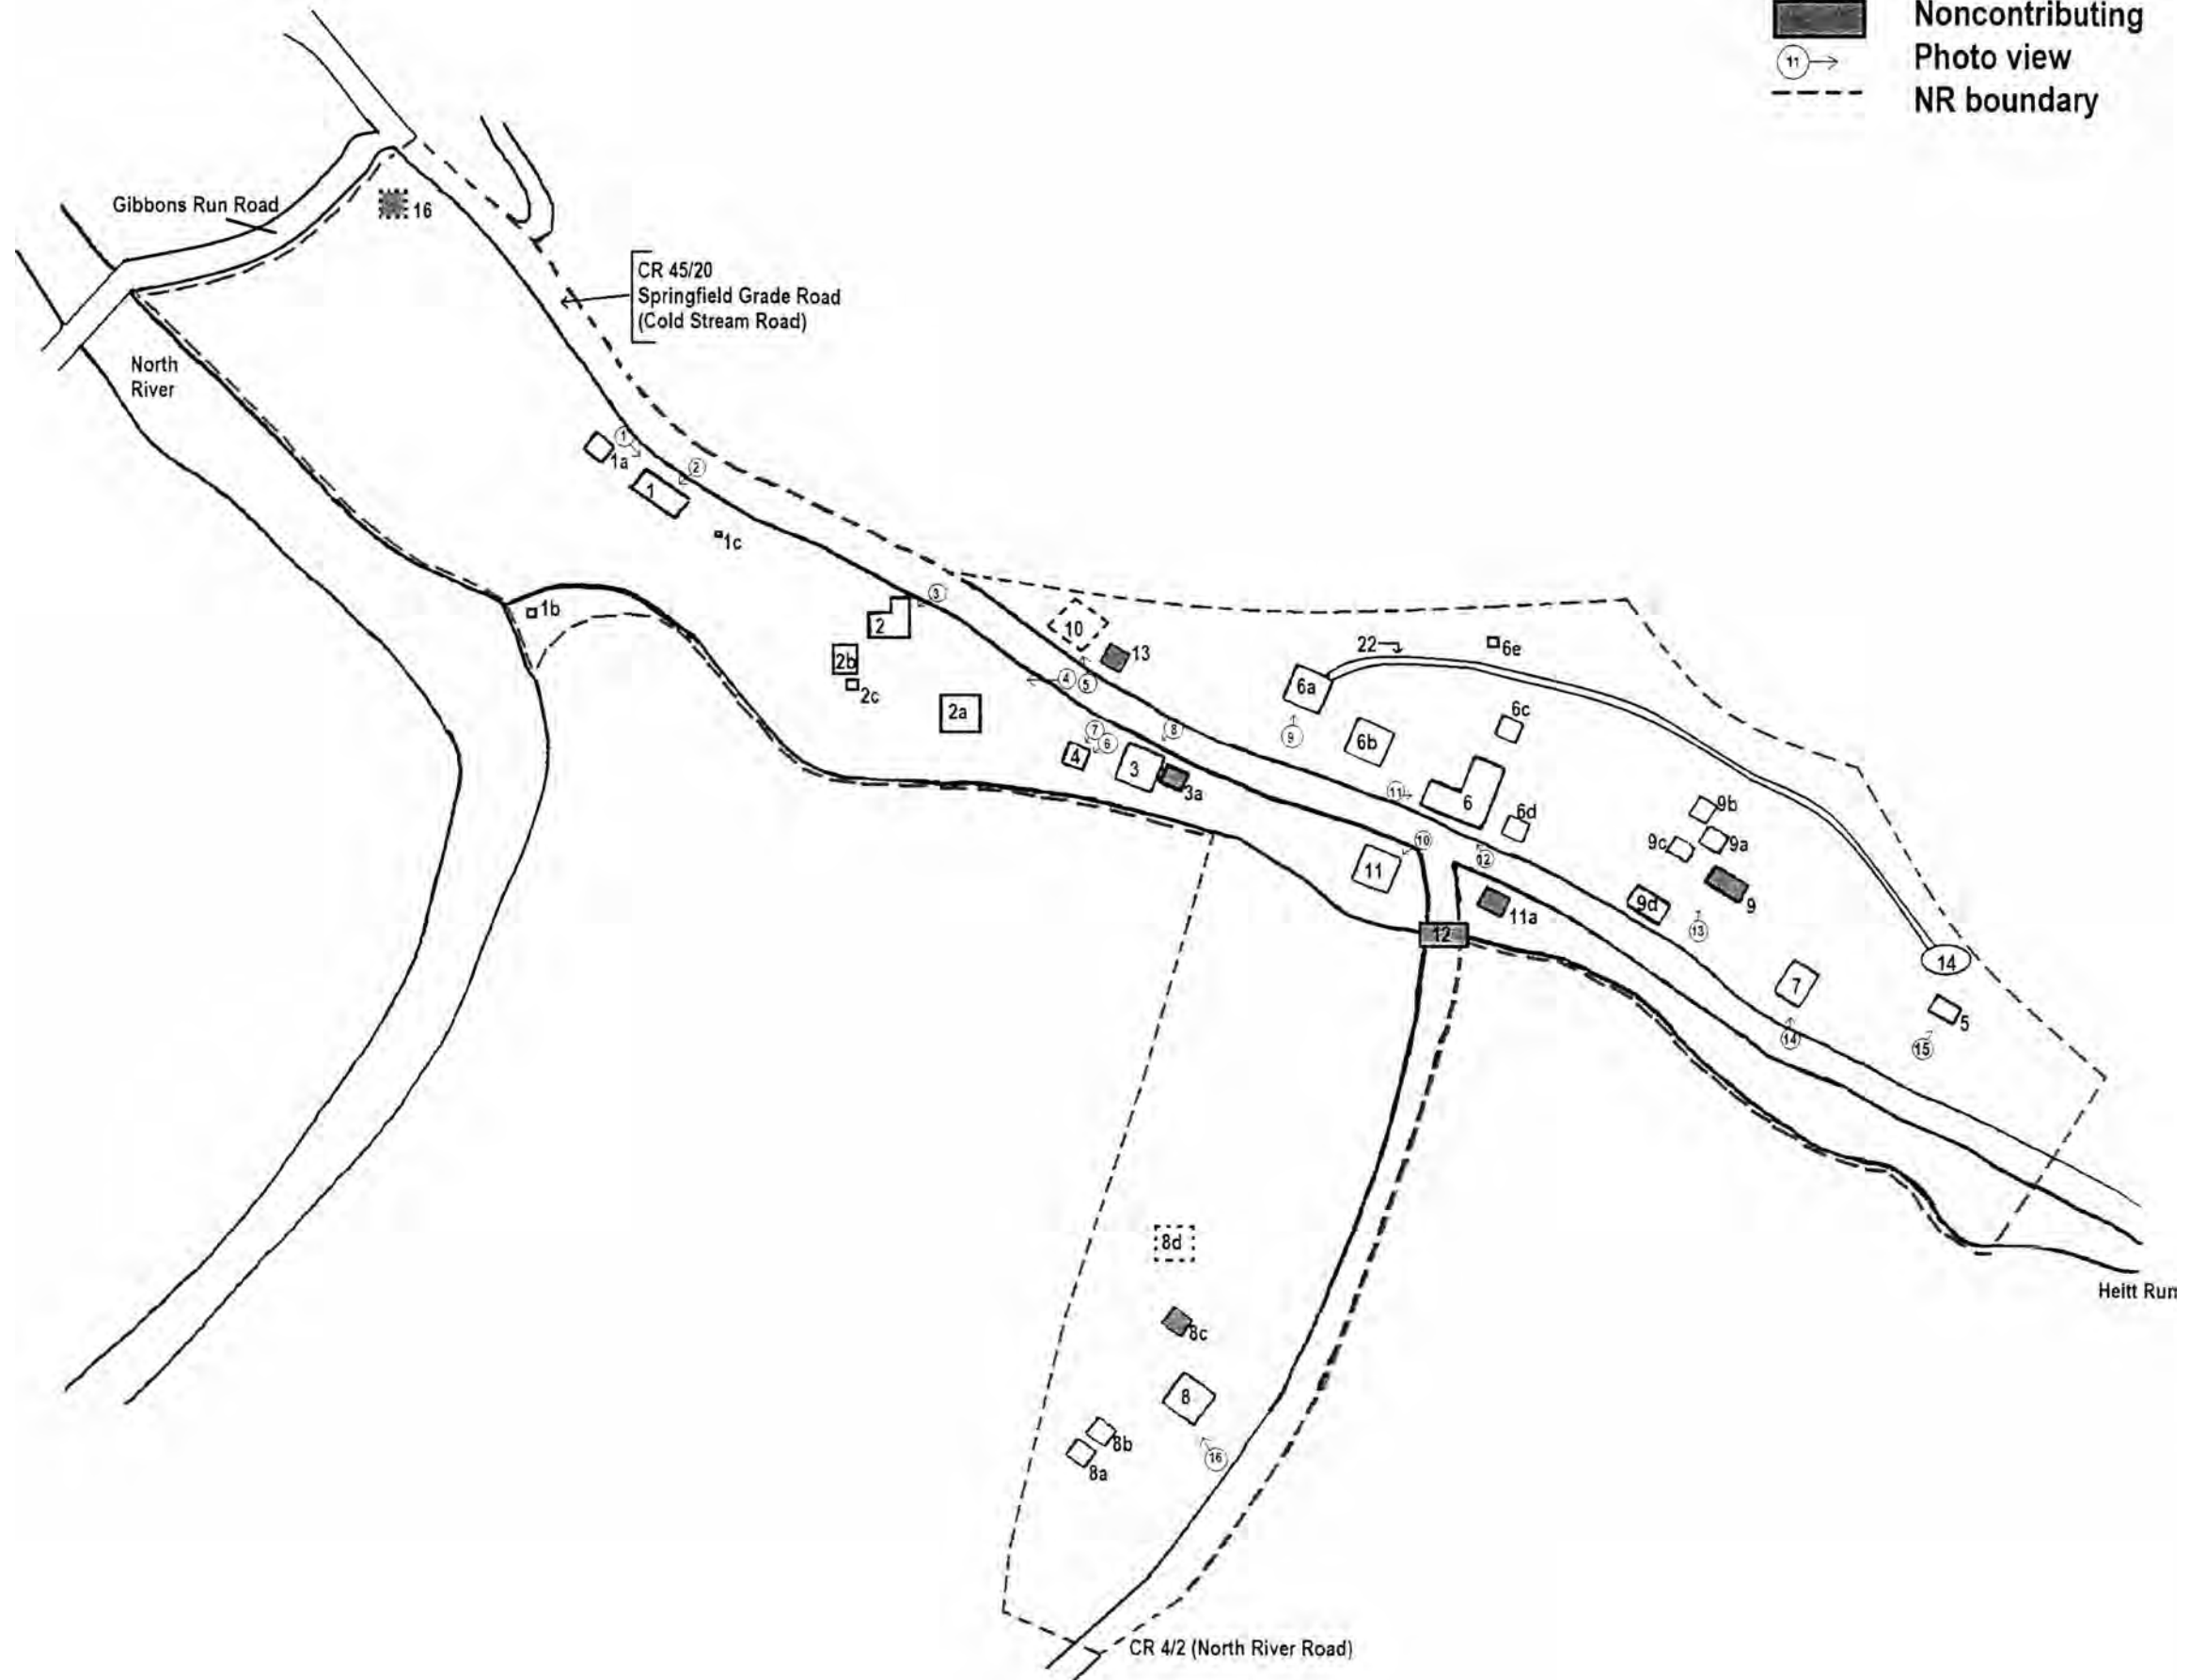 Noncontributing
11
Photo view
NR boundary
Gibbons Run Road
16
CR 45/20
Springfield Grade Road
(Cold Stream Road)
North
River
1
1a
2
1
1c
1b
3
2
10
13
2b
2c
4
5
22
6e
6a
2a
6c
7
6
8
9
6b
4
3
3a
11
6
6d
9b
9c
9a
10
12
11
9
9d
11a
12
13
14
7
5
14
15
8d
Heitt Run
8c
8
8b
8a
16
CR 4/2 (North River Road)